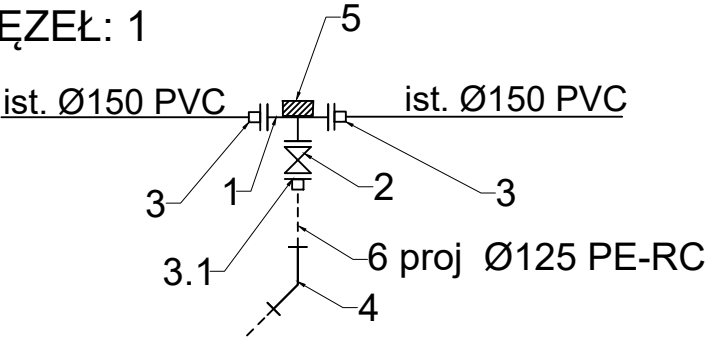 ĘZEŁ: 1
5
ist. Ø150 PVC
ist. Ø150 PVC
3
1
2
3
3.1
6 proj Ø125 PE-RC
4